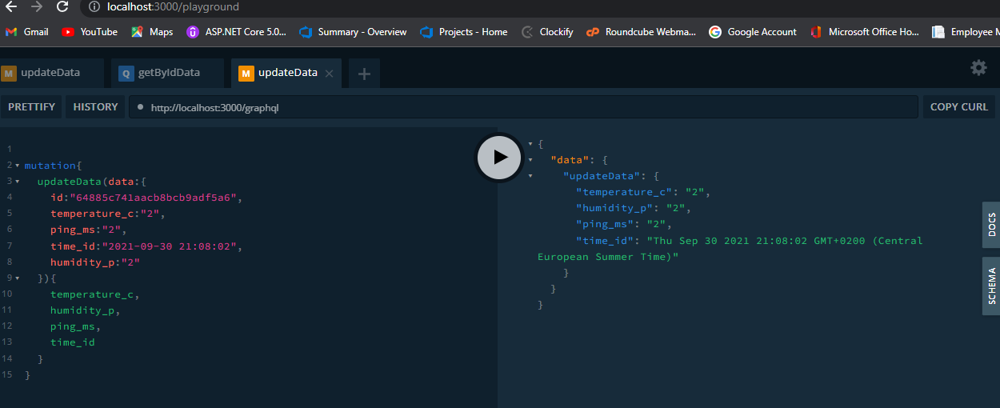 localhost:3000/playground
Gmail YouTube Maps ASP.NET Core 5.0... Summary - Overview Projects - Home Clockify Roundcube Webma... Google Account Microsoft Office Ho... Employee M
M updateData Q getByIdData M updateData
PRETTIFY HISTORY http://localhost:3000/graphql COPY CURL
1
2 mutation{
3 updateData(data:{
4 id:"64885c741aacb8bcb9adf5a6",
5 temperature_c:"2",
6 ping_ms:"2",
7 time_id:"2021-09-30 21:08:02",
8 humidity_p:"2"
9 }){
10 temperature_c,
11 humidity_p,
12 ping_ms,
13 time_id
14 }
15 }
{
"data": {
"updateData": {
"temperature_c": "2",
"humidity_p": "2",
"ping_ms": "2",
"time_id": "Thu Sep 30 2021 21:08:02 GMT+0200 (Central
European Summer Time)"
}
}
}
DOCS
SCHEMA